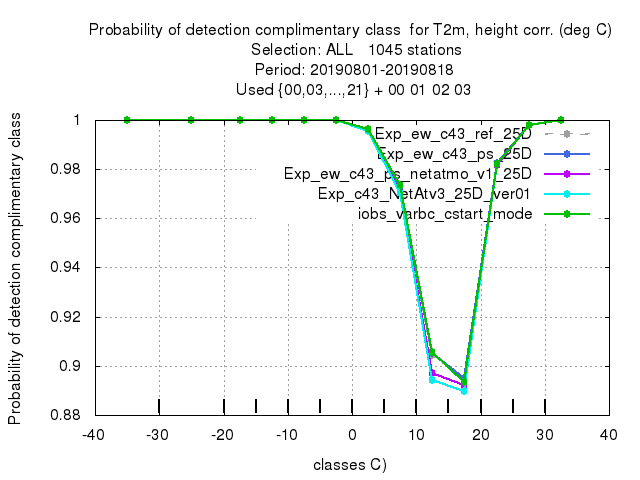 Probability of detection complimentary class  for T2m, height corr. (deg C)
Selection: ALL   1045 stations
Period: 20190801-20190818
Used {00,03,...,21} + 00 01 02 03
Probability of detection complimentary class
1
0.98
0.96
0.94
0.92
0.9
0.88
Exp_ew_c43_ref_25D
Exp_ew_c43_ps_25D
Exp_ew_c43_ps_netatmo_v1_25D
Exp_c43_NetAtv3_25D_ver01
iobs_varbc_cstart_mode
-40 -30 -20 -10 0 10 20 30 40
classes C)